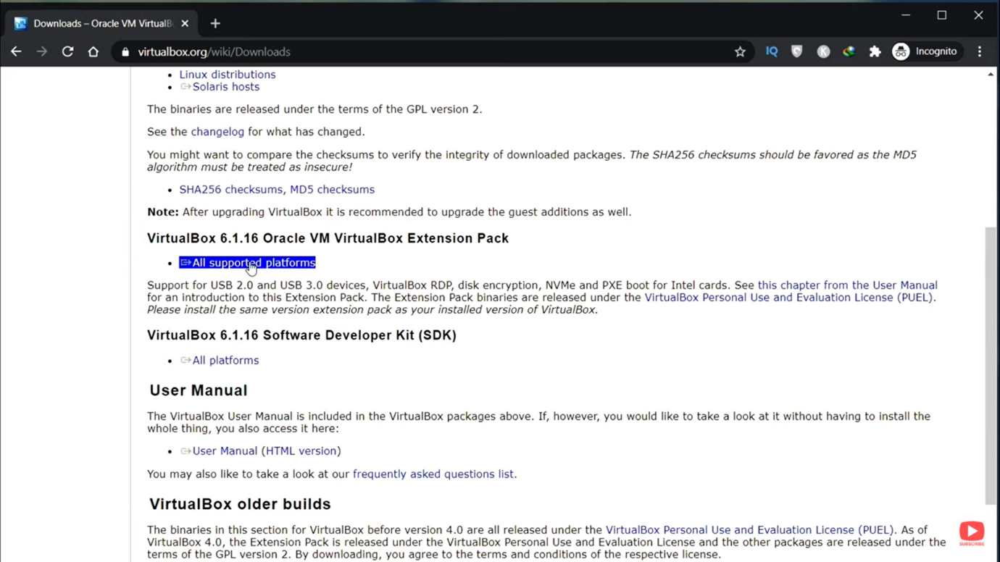 Downloads – Oracle VM VirtualB
virtualbox.org/wiki/Downloads
IQ
K
Incognito
Linux distributions
Solaris hosts
The binaries are released under the terms of the GPL version 2.
See the changelog for what has changed.
You might want to compare the checksums to verify the integrity of downloaded packages. The SHA256 checksums should be favored as the MD5
algorithm must be treated as insecure!
SHA256 checksums, MD5 checksums
Note: After upgrading VirtualBox it is recommended to upgrade the guest additions as well.
VirtualBox 6.1.16 Oracle VM VirtualBox Extension Pack
All supported platforms
Support for USB 2.0 and USB 3.0 devices, VirtualBox RDP, disk encryption, NVMe and PXE boot for Intel cards. See this chapter from the User Manual
for an introduction to this Extension Pack. The Extension Pack binaries are released under the VirtualBox Personal Use and Evaluation License (PUEL).
Please install the same version extension pack as your installed version of VirtualBox.
VirtualBox 6.1.16 Software Developer Kit (SDK)
All platforms
User Manual
The VirtualBox User Manual is included in the VirtualBox packages above. If, however, you would like to take a look at it without having to install the
whole thing, you also access it here:
User Manual (HTML version)
You may also like to take a look at our frequently asked questions list.
VirtualBox older builds
The binaries in this section for VirtualBox before version 4.0 are all released under the VirtualBox Personal Use and Evaluation License (PUEL). As of
VirtualBox 4.0, the Extension Pack is released under the VirtualBox Personal Use and Evaluation License and the other packages are released under the
terms of the GPL version 2. By downloading, you agree to the terms and conditions of the respective license.
SUBSCRIBE